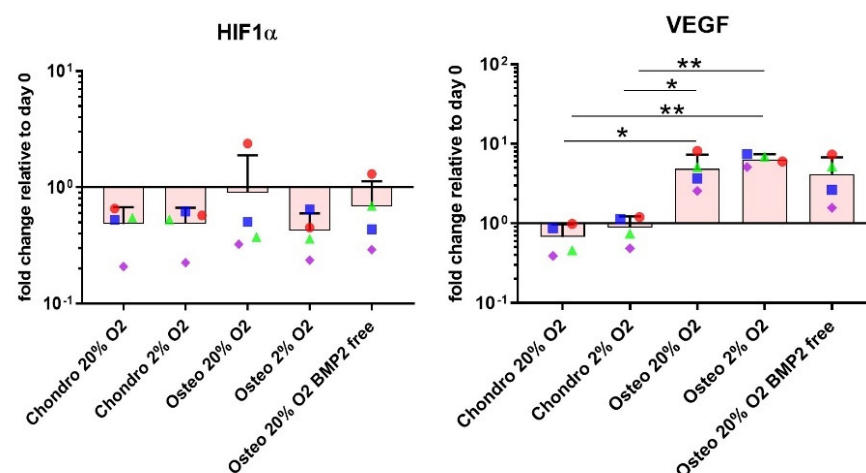 HIF1α
fold change relative to day 0
10¹
10⁰
10⁻¹
Chondro 20% O2
Chondro 2% O2
Osteo 20% O2
Osteo 2% O2
Osteo 20% O2 BMP2 free
VEGF
fold change relative to day 0
10²
10¹
10⁰
10⁻¹
**
*
**
*
Chondro 20% O2
Chondro 2% O2
Osteo 20% O2
Osteo 2% O2
Osteo 20% O2 BMP2 free